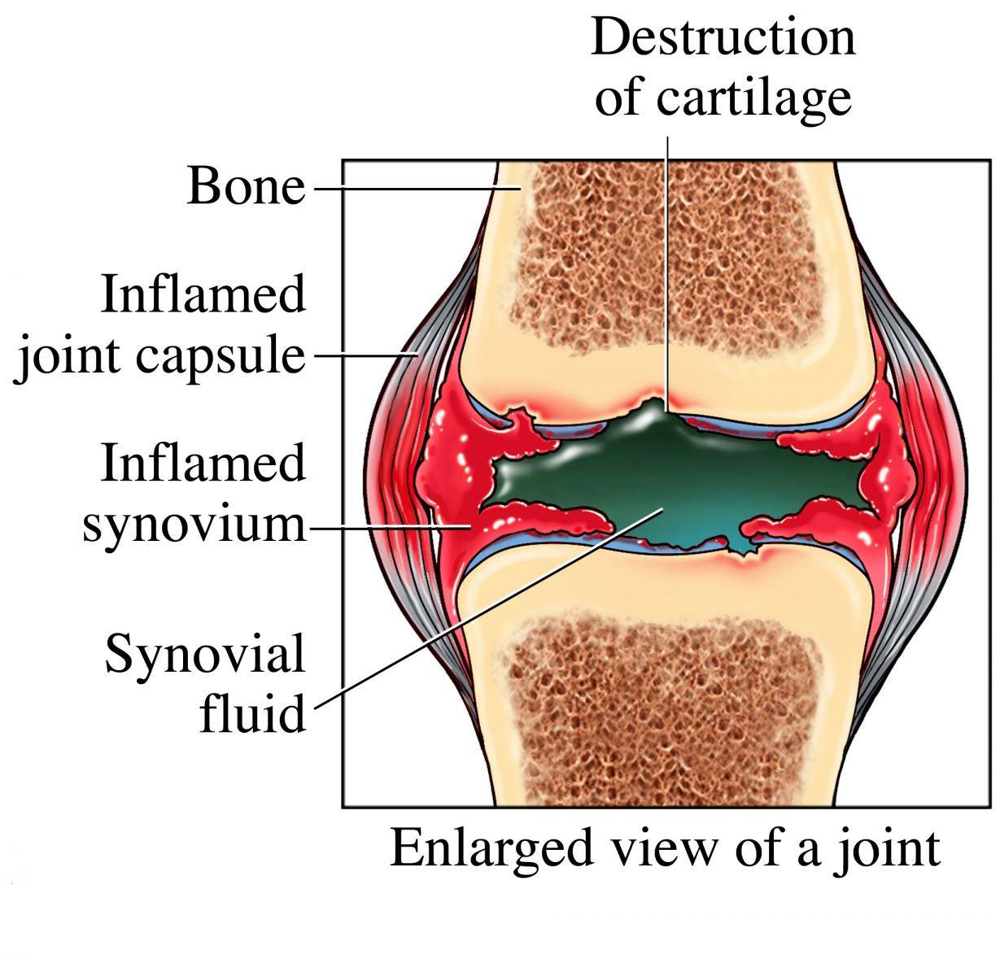 Destruction
of cartilage
Bone
Inflamed
joint capsule
Inflamed
synovium
Synovial
fluid
Enlarged view of a joint